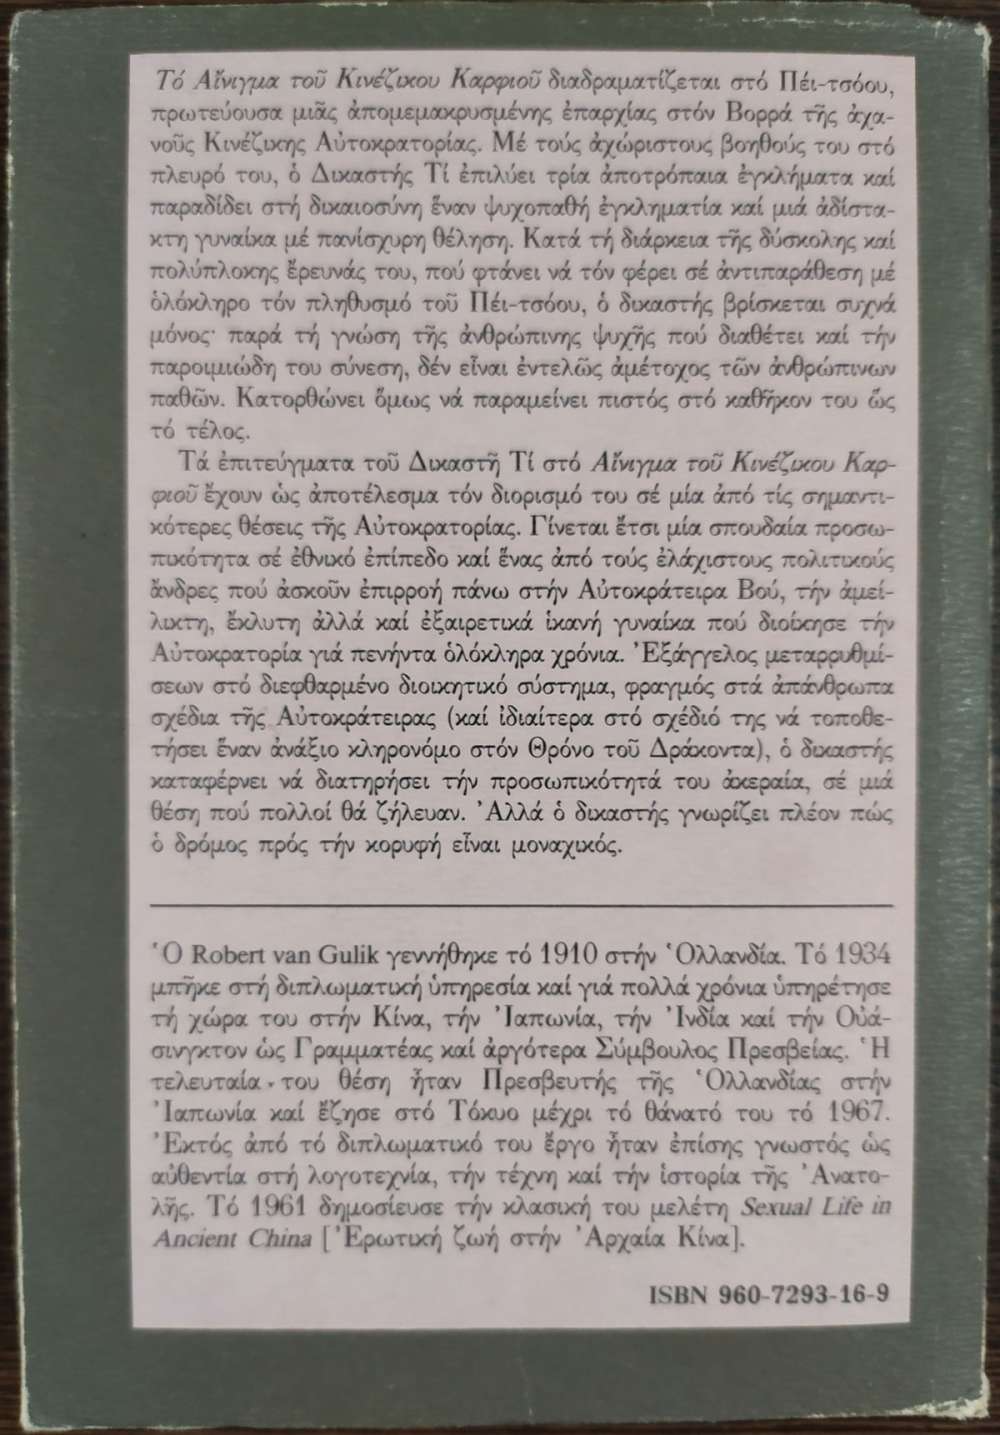 Τό Αἴνιγμα τοῦ Κινέζικου Καρφιοῦ διαδραματίζεται στό Πέι-τσόου,
πρωτεύουσα μιᾶς ἀπομεμακρυσμένης ἐπαρχίας στόν Βορρά τῆς ἀχα-
νοῦς Κινέζικης Αὐτοκρατορίας. Μέ τούς ἀχώριστους βοηθούς του στό
πλευρό του, ὁ Δικαστής Τί ἐπιλύει τρία ἀποτρόπαια ἐγκλήματα καί
παραδίδει στή δικαιοσύνη ἕναν ψυχοπαθή ἐγκληματία καί μιά ἀδίστα-
κτη γυναίκα μέ πανίσχυρη θέληση. Κατά τή διάρκεια τῆς δύσκολης καί
πολύπλοκης ἔρευνάς του, πού φτάνει νά τόν φέρει σέ ἀντιπαράθεση μέ
ὁλόκληρο τόν πληθυσμό τοῦ Πέι-τσόου, ὁ δικαστής βρίσκεται συχνά
μόνος· παρά τή γνώση τῆς ἀνθρώπινης ψυχῆς πού διαθέτει καί τήν
παροιμιώδη του σύνεση, δέν εἶναι ἐντελῶς ἀμέτοχος τῶν ἀνθρώπινων
παθῶν. Κατορθώνει ὅμως νά παραμείνει πιστός στό καθῆκον του ὥς
τό τέλος.
Τά ἐπιτεύγματα τοῦ Δικαστῆ Τί στό Αἴνιγμα τοῦ Κινέζικου Καρ-
φιοῦ ἔχουν ὡς ἀποτέλεσμα τόν διορισμό του σέ μία ἀπό τίς σημαντι-
κότερες θέσεις τῆς Αὐτοκρατορίας. Γίνεται ἔτσι μία σπουδαία προσω-
πικότητα σέ ἐθνικό ἐπίπεδο καί ἕνας ἀπό τούς ἐλάχιστους πολιτικούς
ἄνδρες πού ἀσκοῦν ἐπιρροή πάνω στήν Αὐτοκράτειρα Βού, τήν ἀμεί-
λικτη, ἔκλυτη ἀλλά καί ἐξαιρετικά ἱκανή γυναίκα πού διοίκησε τήν
Αὐτοκρατορία γιά πενήντα ὁλόκληρα χρόνια. Ἐξάγγελος μεταρρυθμί-
σεων στό διεφθαρμένο διοικητικό σύστημα, φραγμός στά ἀπάνθρωπα
σχέδια τῆς Αὐτοκράτειρας (καί ἰδιαίτερα στό σχέδιό της νά τοποθε-
τήσει ἕναν ἀνάξιο κληρονόμο στόν Θρόνο τοῦ Δράκοντα), ὁ δικαστής
καταφέρνει νά διατηρήσει τήν προσωπικότητά του ἀκεραία, σέ μιά
θέση πού πολλοί θά ζήλευαν. Ἀλλά ὁ δικαστής γνωρίζει πλέον πώς
ὁ δρόμος πρός τήν κορυφή εἶναι μοναχικός.
Ὁ Robert van Gulik γεννήθηκε τό 1910 στήν Ὁλλανδία. Τό 1934
μπῆκε στή διπλωματική ὑπηρεσία καί γιά πολλά χρόνια ὑπηρέτησε
τή χώρα του στήν Κίνα, τήν Ἰαπωνία, τήν Ἰνδία καί τήν Οὐά-
σινγκτον ὡς Γραμματέας καί ἀργότερα Σύμβουλος Πρεσβείας. Ἡ
τελευταία του θέση ἦταν Πρεσβευτής τῆς Ὁλλανδίας στήν
Ἰαπωνία καί ἔζησε στό Τόκυο μέχρι τό θάνατό του τό 1967.
Ἐκτός ἀπό τό διπλωματικό του ἔργο ἦταν ἐπίσης γνωστός ὡς
αὐθεντία στή λογοτεχνία, τήν τέχνη καί τήν ἱστορία τῆς Ἀνατο-
λῆς. Τό 1961 δημοσίευσε τήν κλασική του μελέτη Sexual Life in
Ancient China [Ἐρωτική ζωή στήν Ἀρχαία Κίνα].
ISBN 960-7293-16-9